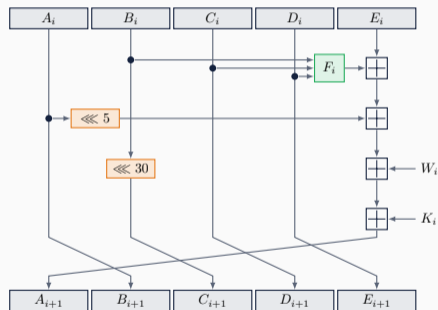 A_i B_i C_i D_i E_i
F_i
⋘ 5
⋘ 30
W_i
K_i
A_{i+1} B_{i+1} C_{i+1} D_{i+1} E_{i+1}